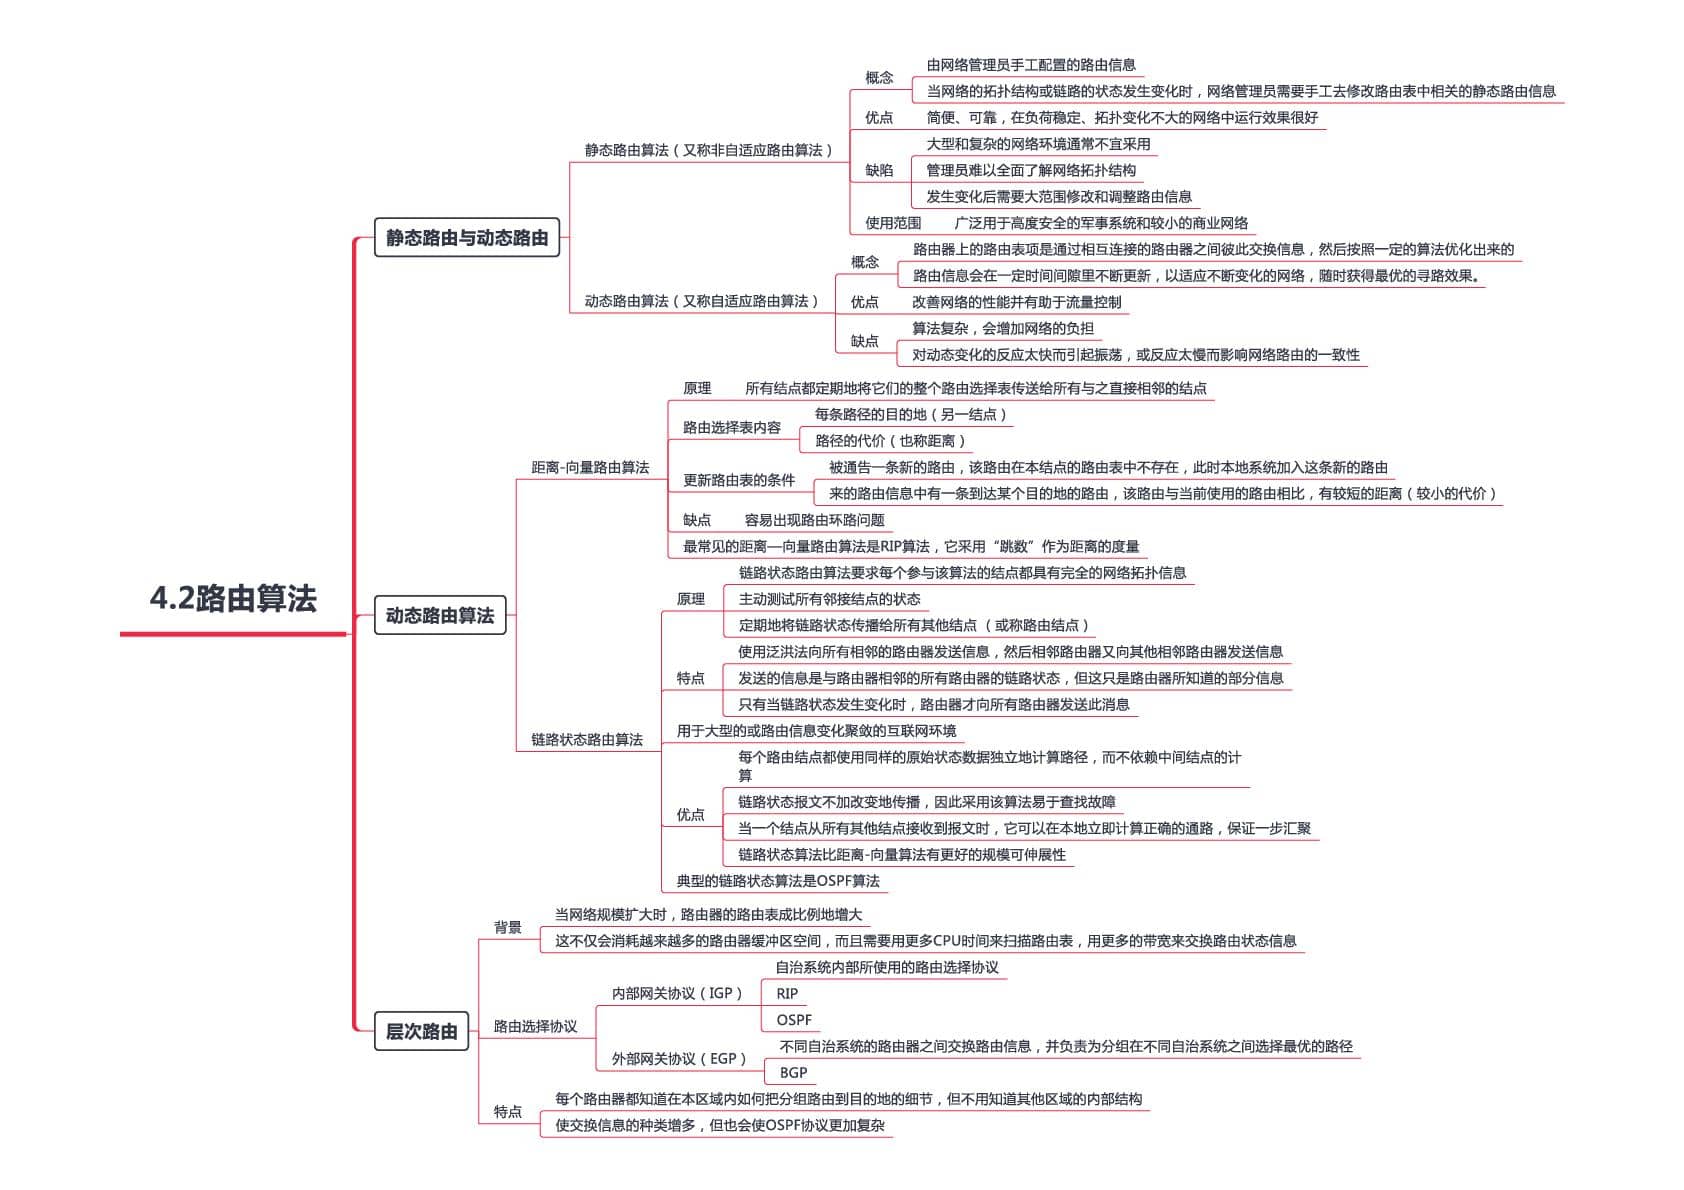 4.2路由算法
静态路由与动态路由
静态路由算法（又称非自适应路由算法）
概念
由网络管理员手工配置的路由信息
当网络的拓扑结构或链路的状态发生变化时，网络管理员需要手工去修改路由表中相关的静态路由信息
优点
简便、可靠，在负荷稳定、拓扑变化不大的网络中运行效果很好
缺陷
大型和复杂的网络环境通常不宜采用
管理员难以全面了解网络拓扑结构
发生变化后需要大范围修改和调整路由信息
使用范围
广泛用于高度安全的军事系统和较小的商业网络
动态路由算法（又称自适应路由算法）
概念
路由器上的路由表项是通过相互连接的路由器之间彼此交换信息，然后按照一定的算法优化出来的
路由信息会在一定时间间隙里不断更新，以适应不断变化的网络，随时获得最优的寻路效果。
优点
改善网络的性能并有助于流量控制
缺点
算法复杂，会增加网络的负担
对动态变化的反应太快而引起振荡，或反应太慢而影响网络路由的一致性
动态路由算法
距离-向量路由算法
原理
所有结点都定期地将它们的整个路由选择表传送给所有与之直接相邻的结点
路由选择表内容
每条路径的目的地（另一结点）
路径的代价（也称距离）
更新路由表的条件
被通告一条新的路由，该路由在本结点的路由表中不存在，此时本地系统加入这条新的路由
来的路由信息中有一条到达某个目的地的路由，该路由与当前使用的路由相比，有较短的距离（较小的代价）
缺点
容易出现路由环路问题
最常见的距离—向量路由算法是RIP算法，它采用“跳数”作为距离的度量
链路状态路由算法
原理
链路状态路由算法要求每个参与该算法的结点都具有完全的网络拓扑信息
主动测试所有邻接结点的状态
定期地将链路状态传播给所有其他结点 （或称路由结点）
特点
使用泛洪法向所有相邻的路由器发送信息，然后相邻路由器又向其他相邻路由器发送信息
发送的信息是与路由器相邻的所有路由器的链路状态，但这只是路由器所知道的部分信息
只有当链路状态发生变化时，路由器才向所有路由器发送此消息
用于大型的或路由信息变化聚敛的互联网环境
优点
每个路由结点都使用同样的原始状态数据独立地计算路径，而不依赖中间结点的计
算
链路状态报文不加改变地传播，因此采用该算法易于查找故障
当一个结点从所有其他结点接收到报文时，它可以在本地立即计算正确的通路，保证一步汇聚
链路状态算法比距离-向量算法有更好的规模可伸展性
典型的链路状态算法是OSPF算法
层次路由
背景
当网络规模扩大时，路由器的路由表成比例地增大
这不仅会消耗越来越多的路由器缓冲区空间，而且需要用更多CPU时间来扫描路由表，用更多的带宽来交换路由状态信息
路由选择协议
内部网关协议（IGP）
自治系统内部所使用的路由选择协议
RIP
OSPF
外部网关协议（EGP）
不同自治系统的路由器之间交换路由信息，并负责为分组在不同自治系统之间选择最优的路径
BGP
特点
每个路由器都知道在本区域内如何把分组路由到目的地的细节，但不用知道其他区域的内部结构
使交换信息的种类增多，但也会使OSPF协议更加复杂